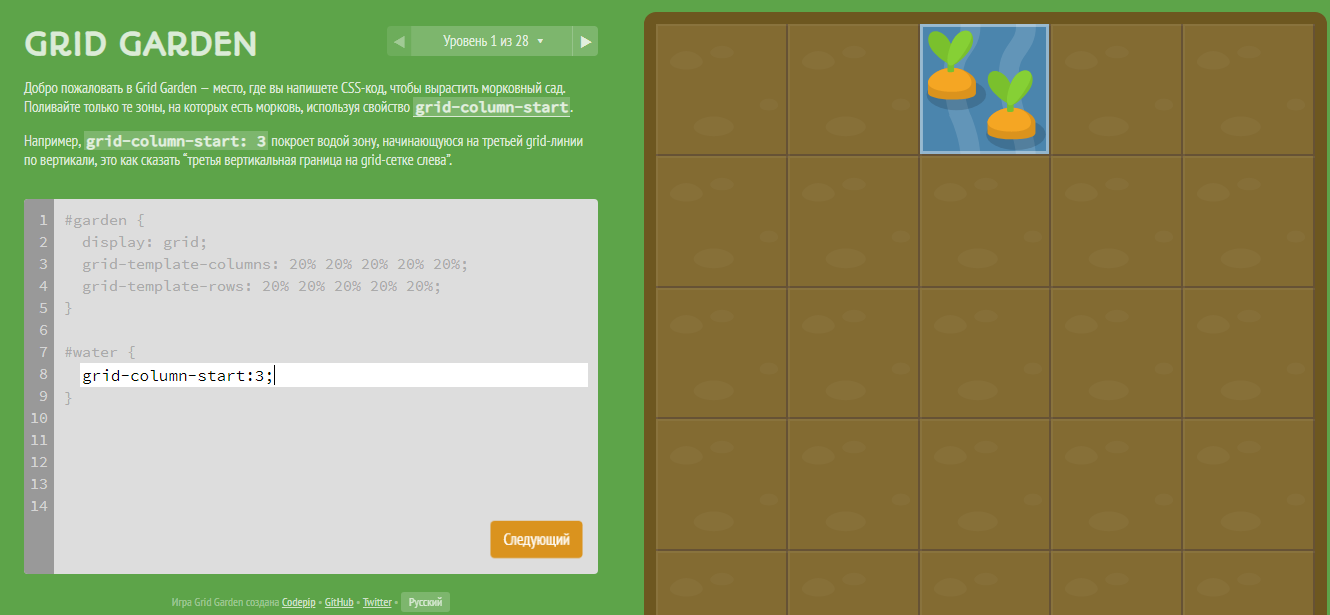 GRID GARDEN
◀ Уровень 1 из 28 ▾ ▶
Добро пожаловать в Grid Garden — место, где вы напишете CSS-код, чтобы вырастить морковный сад.
Поливайте только те зоны, на которых есть морковь, используя свойство grid-column-start.
Например, grid-column-start: 3 покроет водой зону, начинающуюся на третьей grid-линии
по вертикали, это как сказать "третья вертикальная граница на grid-сетке слева".
1 #garden {
2 display: grid;
3 grid-template-columns: 20% 20% 20% 20% 20%;
4 grid-template-rows: 20% 20% 20% 20% 20%;
5 }
6
7 #water {
8 grid-column-start:3;
9 }
10
11
12
13
14
Следующий
Игра Grid Garden создана Codepip • GitHub • Twitter • Русский